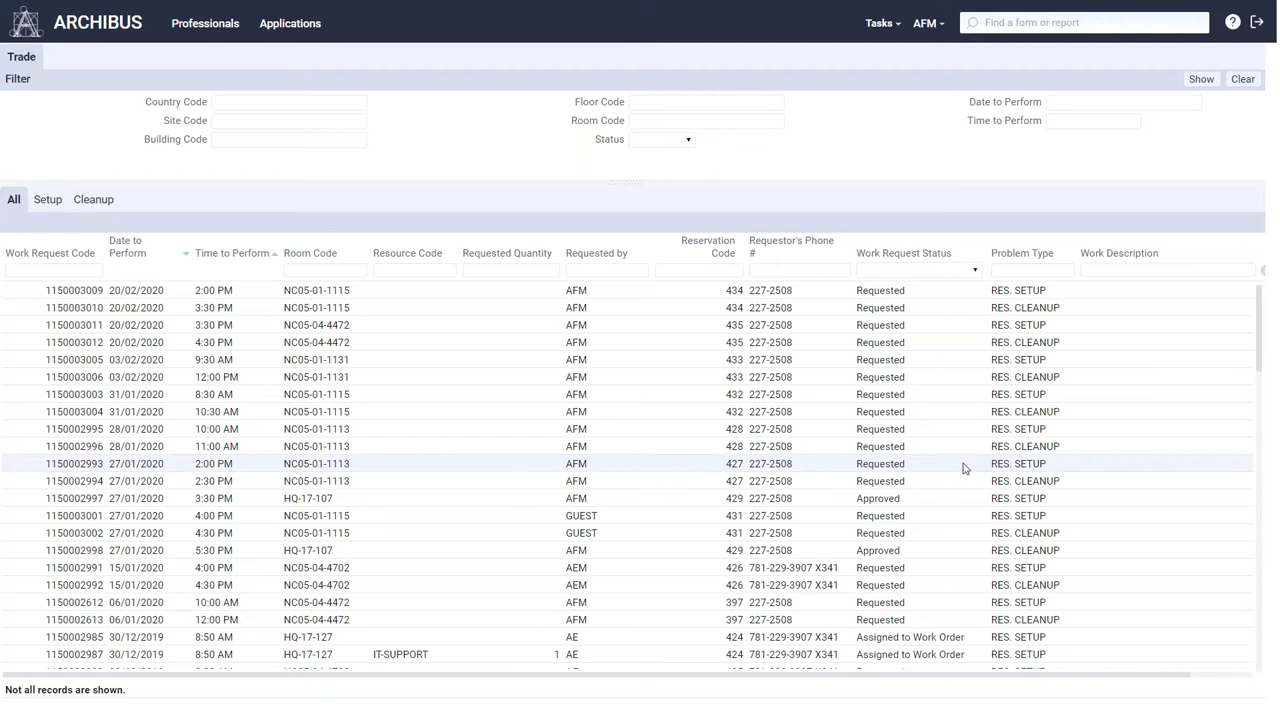 ARCHIBUS Professionals Applications Tasks AFM Find a form or report ?
Trade
Filter Show Clear
Country Code Floor Code Date to Perform
Site Code Room Code Time to Perform
Building Code Status
All Setup Cleanup
Work Request Code Date to Perform Time to Perform Room Code Resource Code Requested Quantity Requested by Reservation Code Requestor's Phone # Work Request Status Problem Type Work Description
1150003009 20/02/2020 2:00 PM NC05-01-1115 AFM 434 227-2508 Requested RES. SETUP
1150003010 20/02/2020 3:30 PM NC05-01-1115 AFM 434 227-2508 Requested RES. CLEANUP
1150003011 20/02/2020 3:30 PM NC05-04-4472 AFM 435 227-2508 Requested RES. SETUP
1150003012 20/02/2020 4:30 PM NC05-04-4472 AFM 435 227-2508 Requested RES. CLEANUP
1150003005 03/02/2020 9:30 AM NC05-01-1131 AFM 433 227-2508 Requested RES. SETUP
1150003006 03/02/2020 12:00 PM NC05-01-1131 AFM 433 227-2508 Requested RES. CLEANUP
1150003003 31/01/2020 8:30 AM NC05-01-1115 AFM 432 227-2508 Requested RES. SETUP
1150003004 31/01/2020 10:30 AM NC05-01-1115 AFM 432 227-2508 Requested RES. CLEANUP
1150002995 28/01/2020 10:00 AM NC05-01-1113 AFM 428 227-2508 Requested RES. SETUP
1150002996 28/01/2020 11:00 AM NC05-01-1113 AFM 428 227-2508 Requested RES. CLEANUP
1150002993 27/01/2020 2:00 PM NC05-01-1113 AFM 427 227-2508 Requested RES. SETUP
1150002994 27/01/2020 2:30 PM NC05-01-1113 AFM 427 227-2508 Requested RES. CLEANUP
1150002997 27/01/2020 3:30 PM HQ-17-107 AFM 429 227-2508 Approved RES. SETUP
1150003001 27/01/2020 4:00 PM NC05-01-1115 GUEST 431 227-2508 Requested RES. SETUP
1150003002 27/01/2020 4:30 PM NC05-01-1115 GUEST 431 227-2508 Requested RES. CLEANUP
1150002998 27/01/2020 5:30 PM HQ-17-107 AFM 429 227-2508 Approved RES. CLEANUP
1150002991 15/01/2020 4:00 PM NC05-04-4702 AEM 426 781-229-3907 X341 Requested RES. SETUP
1150002992 15/01/2020 4:30 PM NC05-04-4702 AEM 426 781-229-3907 X341 Requested RES. CLEANUP
1150002612 06/01/2020 10:00 AM NC05-04-4472 AFM 397 227-2508 Requested RES. SETUP
1150002613 06/01/2020 12:00 PM NC05-04-4472 AFM 397 227-2508 Requested RES. CLEANUP
1150002985 30/12/2019 8:50 AM HQ-17-127 AE 424 781-229-3907 X341 Assigned to Work Order RES. SETUP
1150002987 30/12/2019 8:50 AM HQ-17-127 IT-SUPPORT 1 AE 424 781-229-3907 X341 Assigned to Work Order RES. SETUP
Not all records are shown.